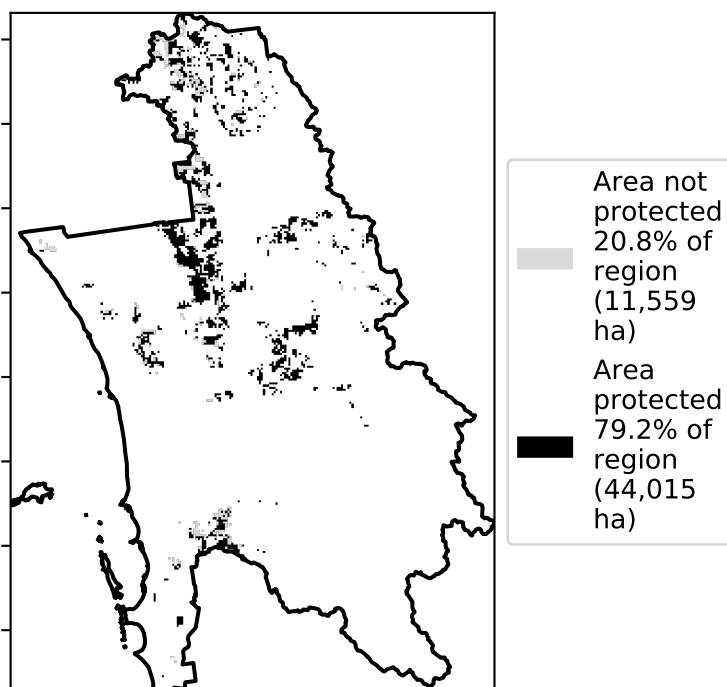 Area not
protected
20.8% of
region
(11,559
ha)
Area
protected
79.2% of
region
(44,015
ha)